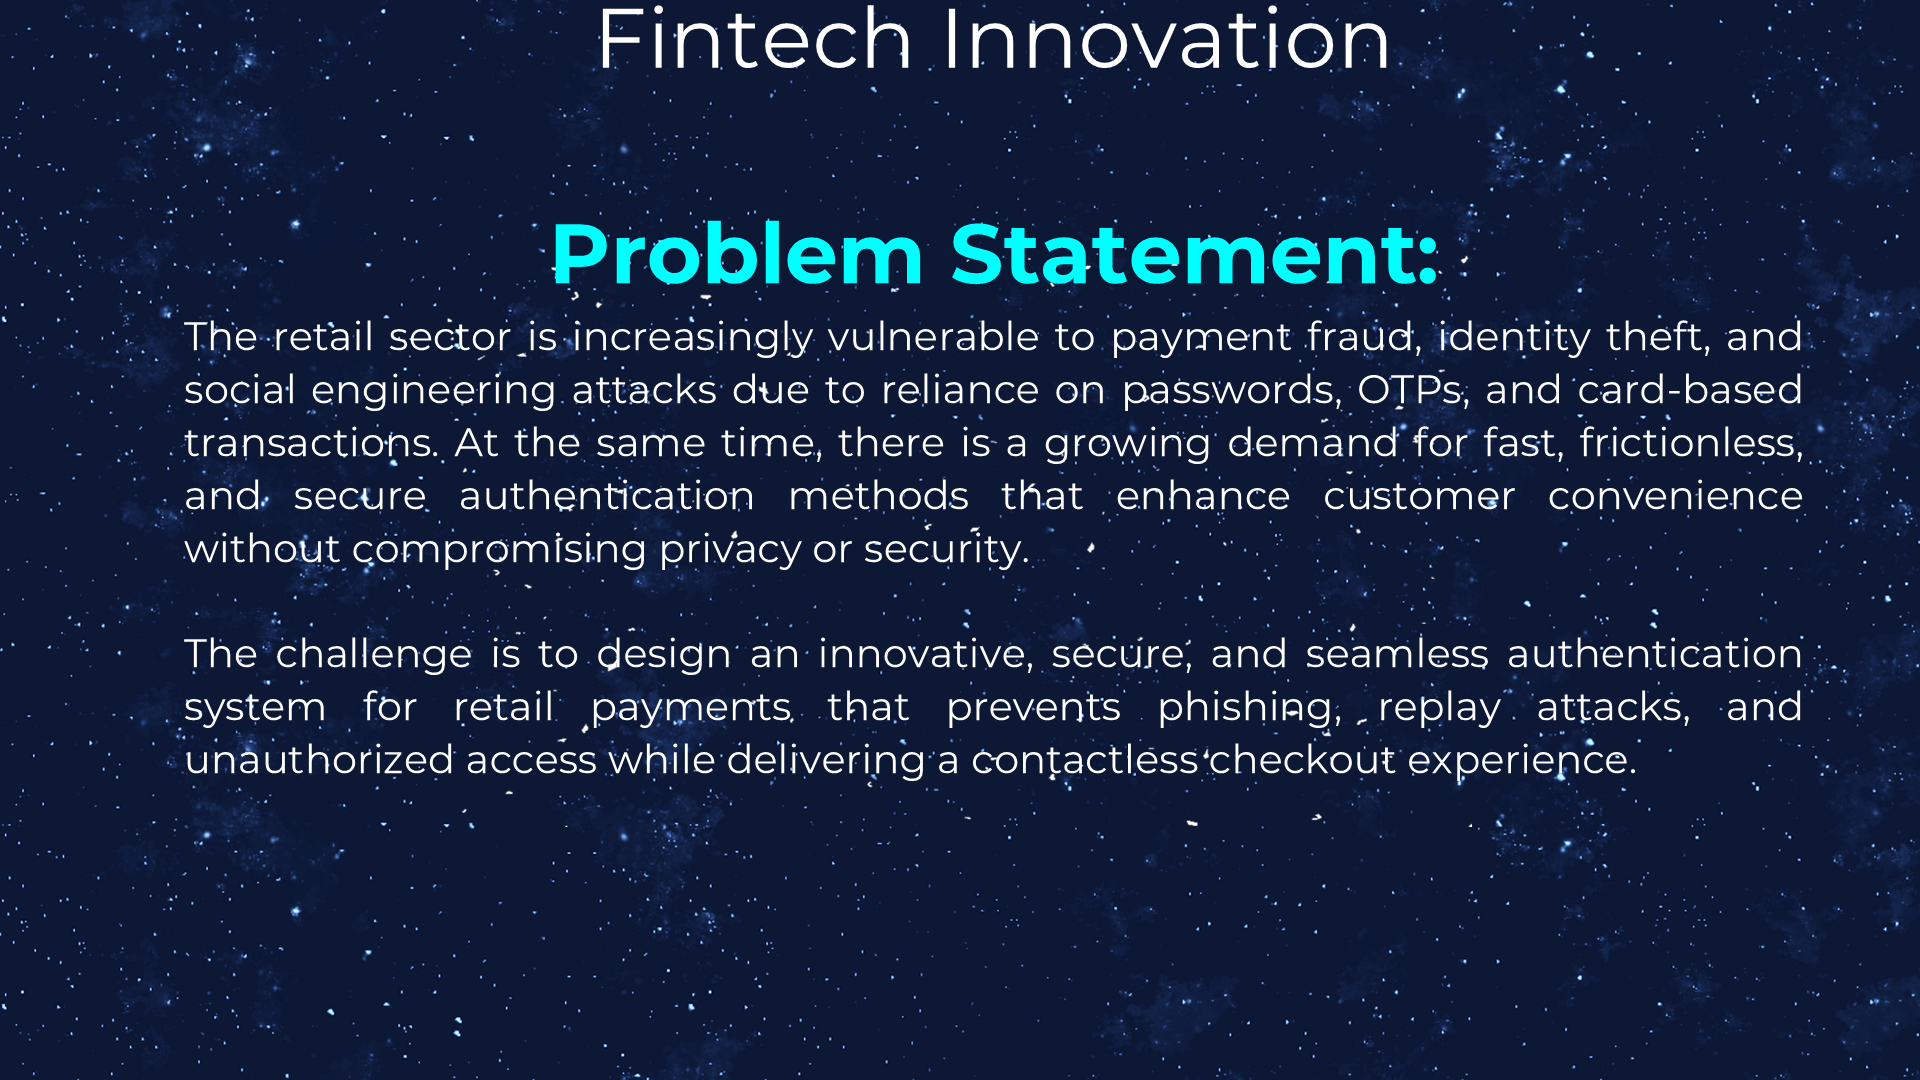 Fintech Innovation
Problem Statement:
The retail sector is increasingly vulnerable to payment fraud, identity theft, and
social engineering attacks due to reliance on passwords, OTPs, and card-based
transactions. At the same time, there is a growing demand for fast, frictionless,
and secure authentication methods that enhance customer convenience
without compromising privacy or security.
The challenge is to design an innovative, secure, and seamless authentication
system for retail payments that prevents phishing, replay attacks, and
unauthorized access while delivering a contactless checkout experience.